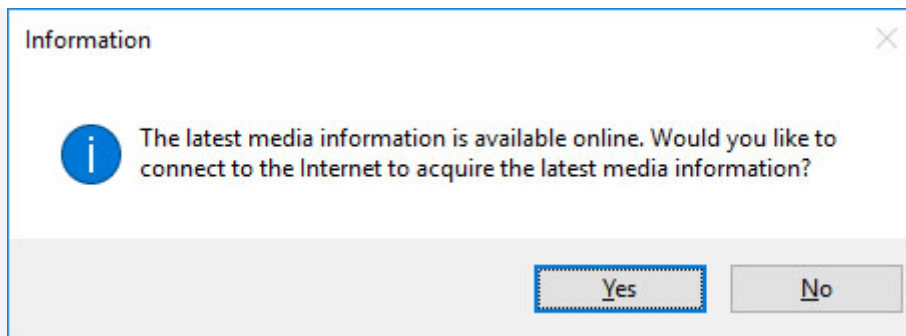 Information
The latest media information is available online. Would you like to
connect to the Internet to acquire the latest media information?
Yes
No